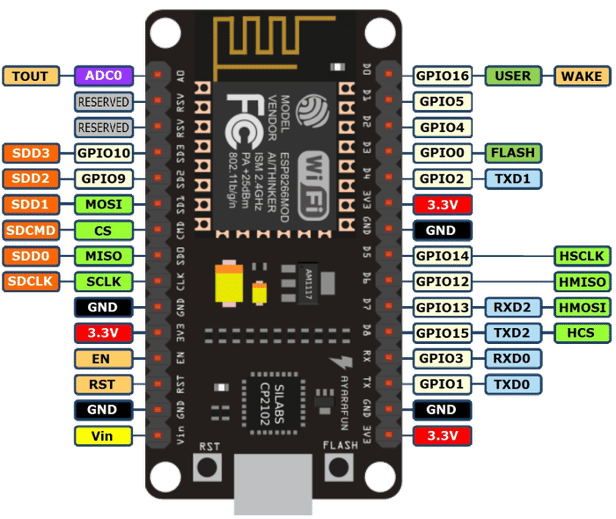 TOUT ADC0
RESERVED
RESERVED
SDD3 GPIO10
SDD2 GPIO9
SDD1 MOSI
SDCMD CS
SDD0 MISO
SDCLK SCLK
GND
3.3V
EN
RST
GND
Vin
A0
RSV
RSV
SD3
SD2
SD1
CMD
SD0
CLK
GND
3V3
EN
RST
GND
Vin
MODEL
VENDOR
ESP8266MOD
AI/THINKER
ISM 2.4GHz
PA +25dBm
802.11b/g/n
FC
Wi Fi
AM1117
SILABS
CP2102
AYARAFUN
RST
FLASH
D0
D1
D2
D3
D4
3V3
GND
D5
D6
D7
D8
RX
TX
GND
3V3
GPIO16 USER WAKE
GPIO5
GPIO4
GPIO0 FLASH
GPIO2 TXD1
3.3V
GND
GPIO14 HSCLK
GPIO12 HMISO
GPIO13 RXD2 HMOSI
GPIO15 TXD2 HCS
GPIO3 RXD0
GPIO1 TXD0
GND
3.3V